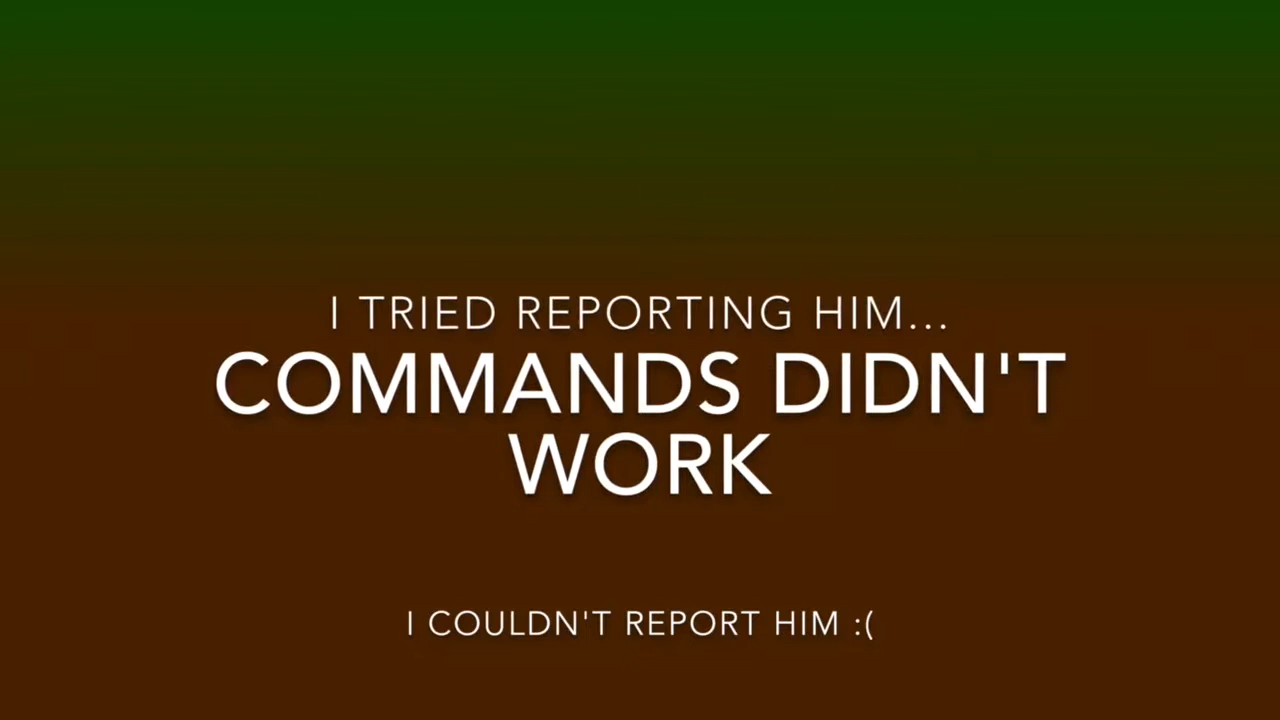 I TRIED REPORTING HIM...
COMMANDS DIDN'T
WORK
I COULDN'T REPORT HIM :(